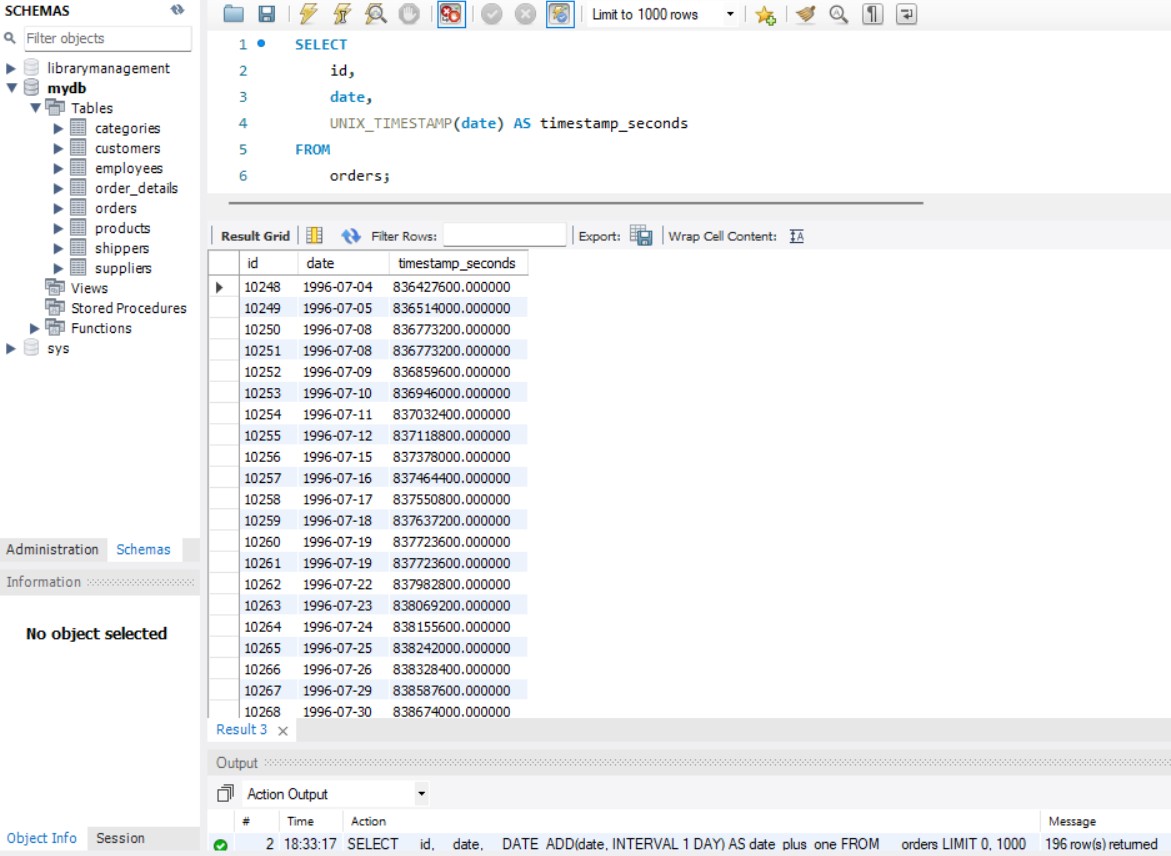 SCHEMAS
Filter objects
librarymanagement
mydb
Tables
categories
customers
employees
order_details
orders
products
shippers
suppliers
Views
Stored Procedures
Functions
sys
Administration Schemas
Information
No object selected
Object Info Session
Limit to 1000 rows
1 SELECT
2 id,
3 date,
4 UNIX_TIMESTAMP(date) AS timestamp_seconds
5 FROM
6 orders;
Result Grid Filter Rows: Export: Wrap Cell Content: IA
id date timestamp_seconds
10248 1996-07-04 836427600.000000
10249 1996-07-05 836514000.000000
10250 1996-07-08 836773200.000000
10251 1996-07-08 836773200.000000
10252 1996-07-09 836859600.000000
10253 1996-07-10 836946000.000000
10254 1996-07-11 837032400.000000
10255 1996-07-12 837118800.000000
10256 1996-07-15 837378000.000000
10257 1996-07-16 837464400.000000
10258 1996-07-17 837550800.000000
10259 1996-07-18 837637200.000000
10260 1996-07-19 837723600.000000
10261 1996-07-19 837723600.000000
10262 1996-07-22 837982800.000000
10263 1996-07-23 838069200.000000
10264 1996-07-24 838155600.000000
10265 1996-07-25 838242000.000000
10266 1996-07-26 838328400.000000
10267 1996-07-29 838587600.000000
10268 1996-07-30 838674000.000000
Result 3
Output
Action Output
# Time Action Message
2 18:33:17 SELECT id, date, DATE_ADD(date, INTERVAL 1 DAY) AS date_plus_one FROM orders LIMIT 0, 1000 196 row(s) returned